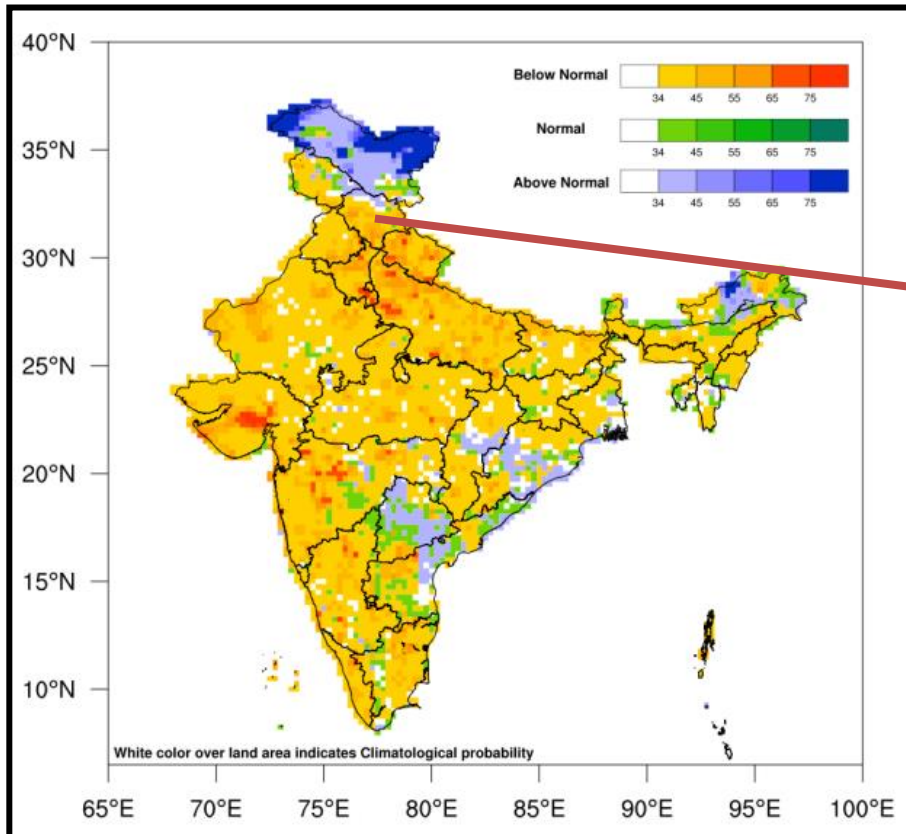 40°N
Below Normal
34 45 55 65 75
Normal
34 45 55 65 75
35°N
Above Normal
34 45 55 65 75
30°N
25°N
20°N
15°N
10°N
White color over land area indicates Climatological probability
65°E 70°E 75°E 80°E 85°E 90°E 95°E 100°E